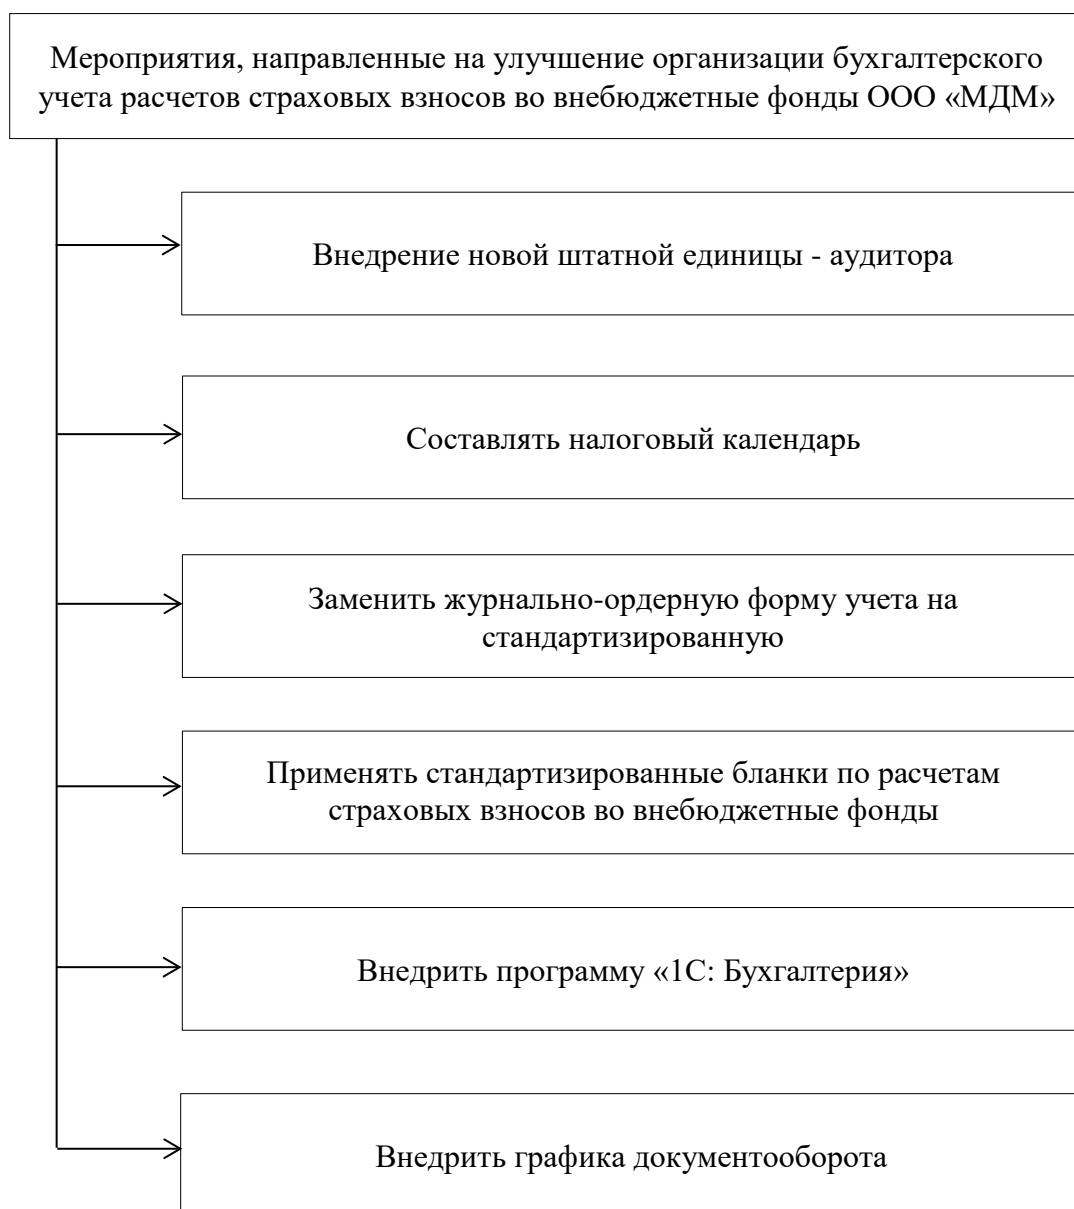 Мероприятия, направленные на улучшение организации бухгалтерского
учета расчетов страховых взносов во внебюджетные фонды ООО «МДМ»
Внедрение новой штатной единицы - аудитора
Составлять налоговый календарь
Заменить журнально-ордерную форму учета на
стандартизированную
Применять стандартизированные бланки по расчетам
страховых взносов во внебюджетные фонды
Внедрить программу «1С: Бухгалтерия»
Внедрить графика документооборота